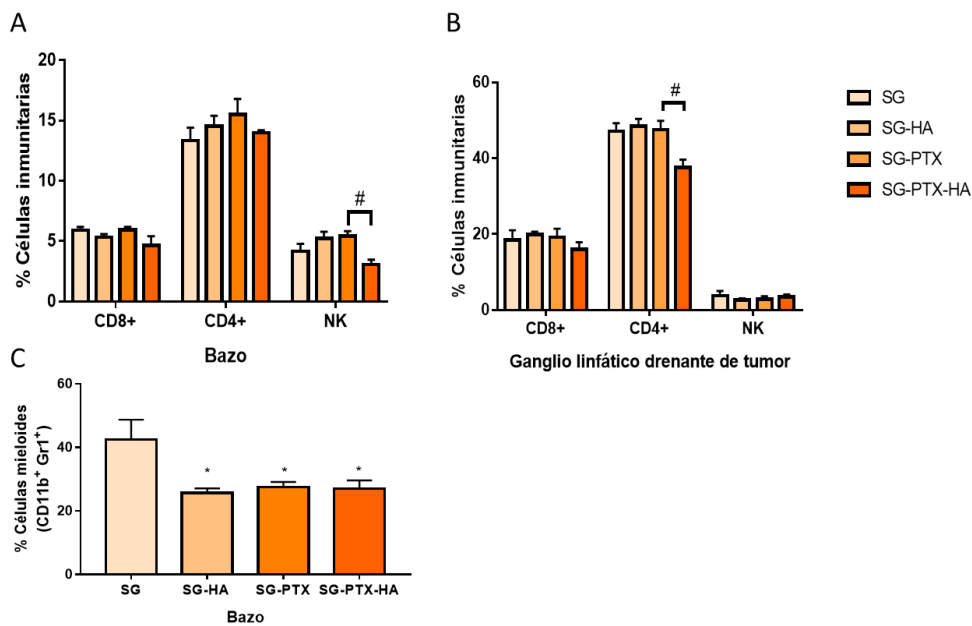 A
% Células inmunitarias
20
15
10
5
0
#
CD8+ CD4+ NK
Bazo
B
% Células inmunitarias
60
40
20
0
#
CD8+ CD4+ NK
Ganglio linfático drenante de tumor
SG
SG-HA
SG-PTX
SG-PTX-HA
C
% Células mieloides
(CD11b⁺ Gr1⁺)
60
40
20
0
* * *
SG SG-HA SG-PTX SG-PTX-HA
Bazo